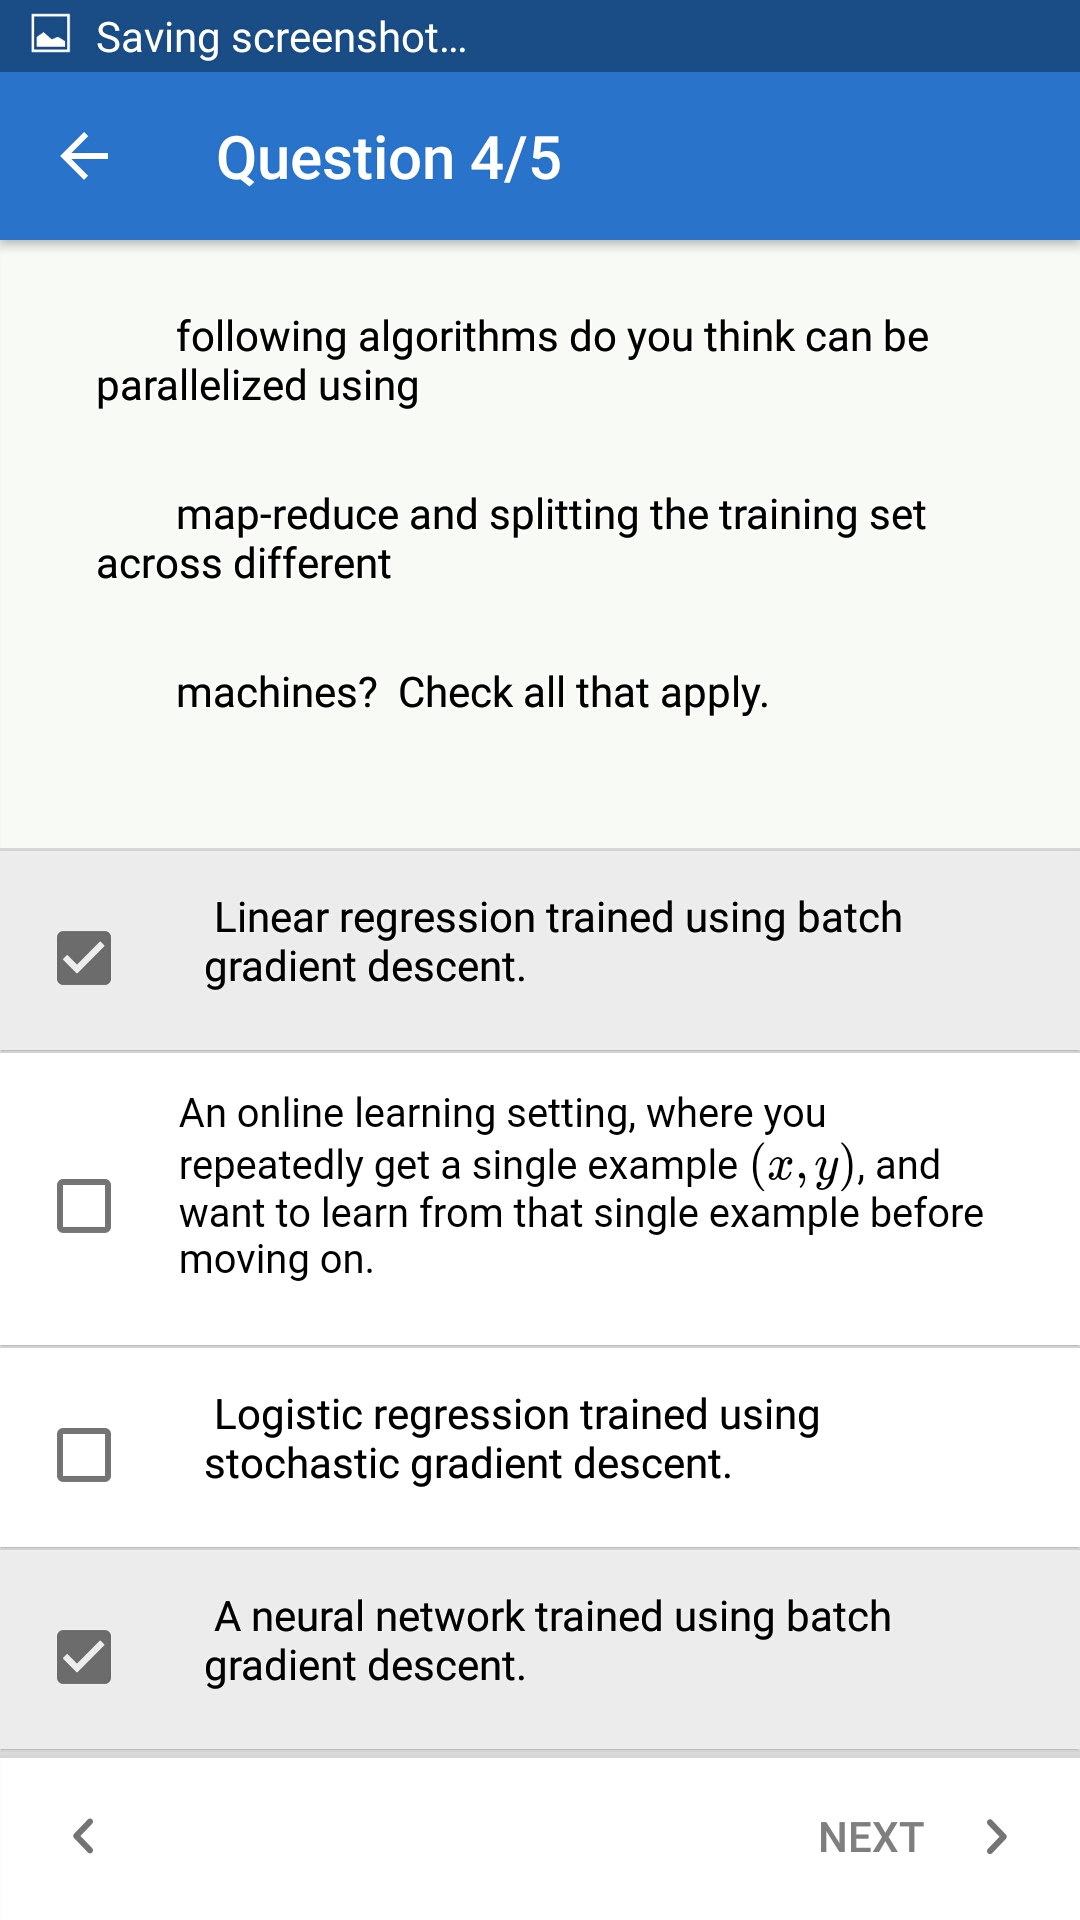 Saving screenshot...
Question 4/5
following algorithms do you think can be
parallelized using
map-reduce and splitting the training set
across different
machines?  Check all that apply.
Linear regression trained using batch
gradient descent.
An online learning setting, where you
repeatedly get a single example (x, y), and
want to learn from that single example before
moving on.
Logistic regression trained using
stochastic gradient descent.
A neural network trained using batch
gradient descent.
NEXT